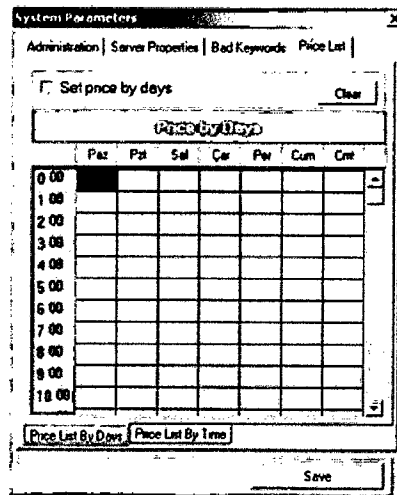 System Parameters x
Administration Server Properties Bad Keywords Price List
Set price by days Clear
Price by Days
Paz Pzt Sal Çar Per Cum Cmt
0 00
1 00
2 00
3 00
4 00
5 00
6 00
7 00
8 00
9 00
10 00
Price List By Days Price List By Time
Save